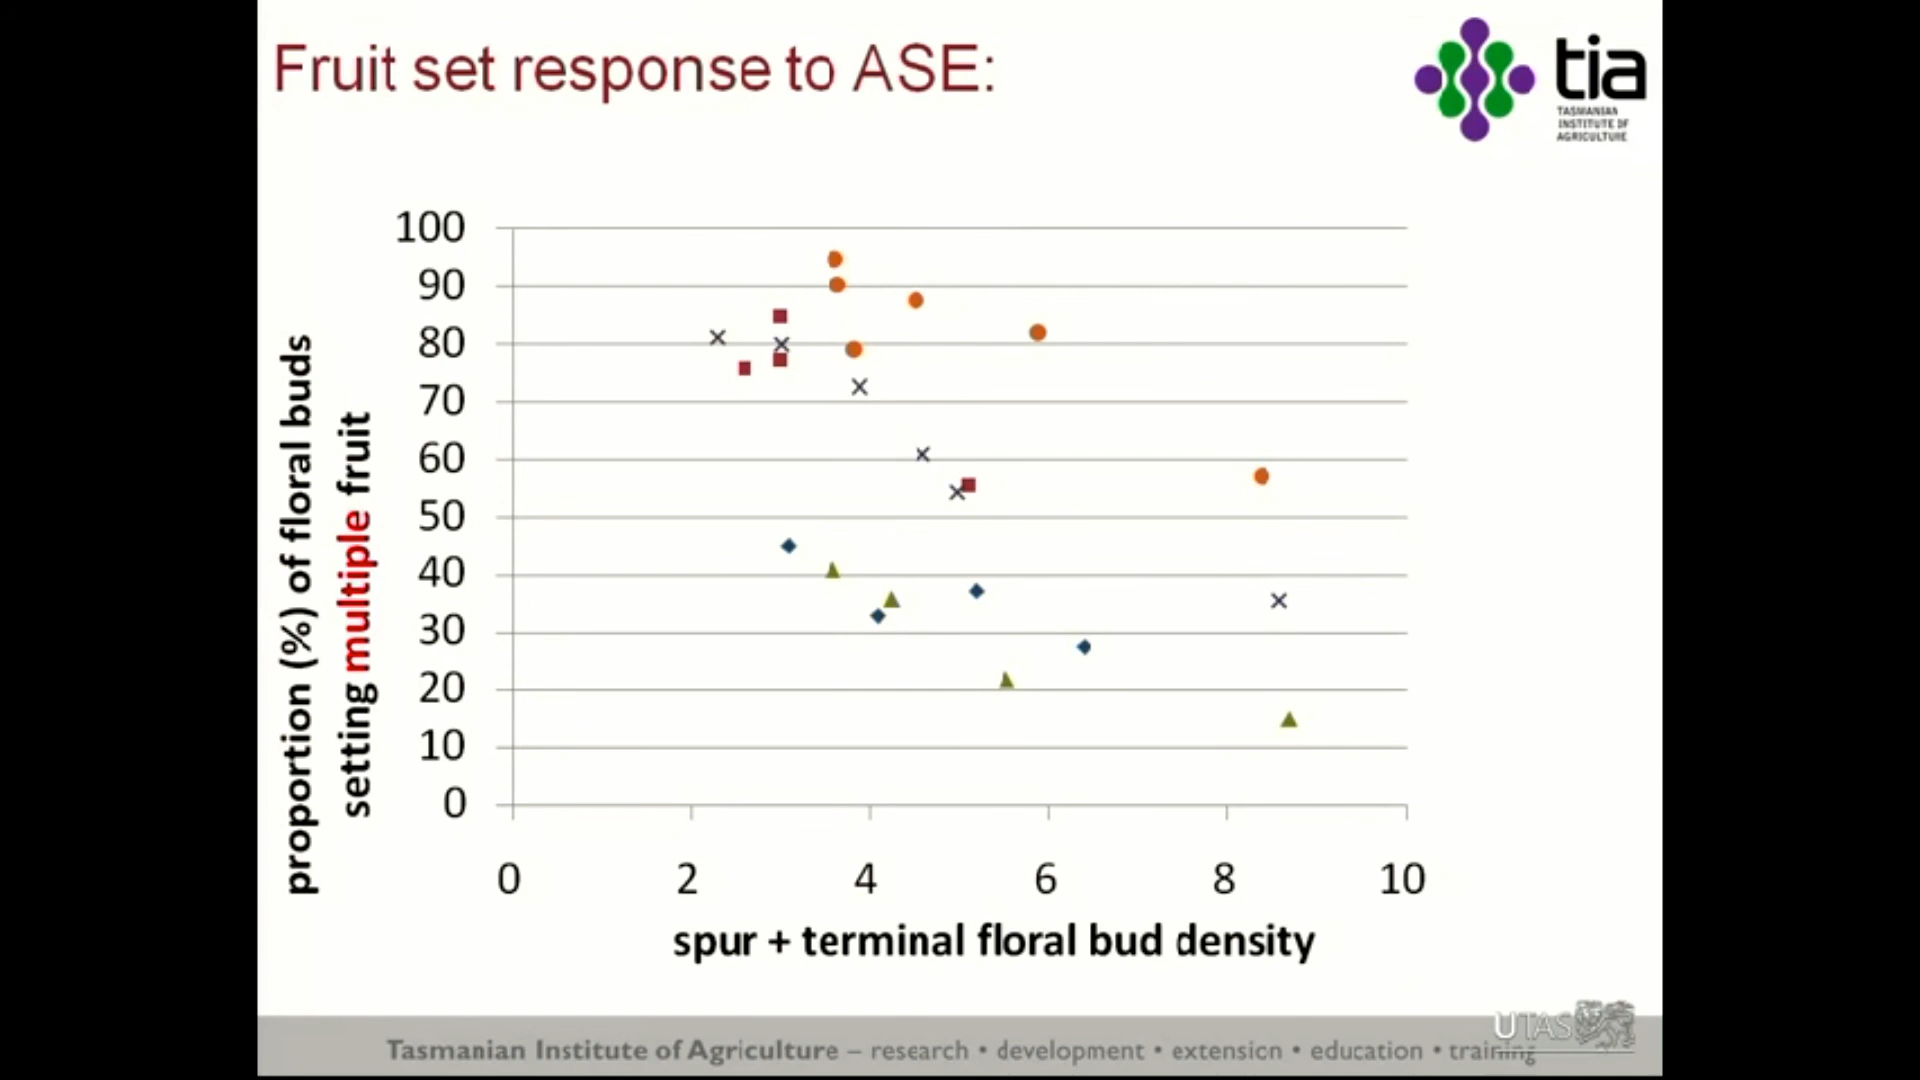 Fruit set response to ASE:
tia
TASMANIAN
INSTITUTE OF
AGRICULTURE
100
90
80
70
60
50
40
30
20
10
0
proportion (%) of floral buds
setting multiple fruit
0 2 4 6 8 10
spur + terminal floral bud density
UTAS
Tasmanian Institute of Agriculture – research • development • extension • education • training